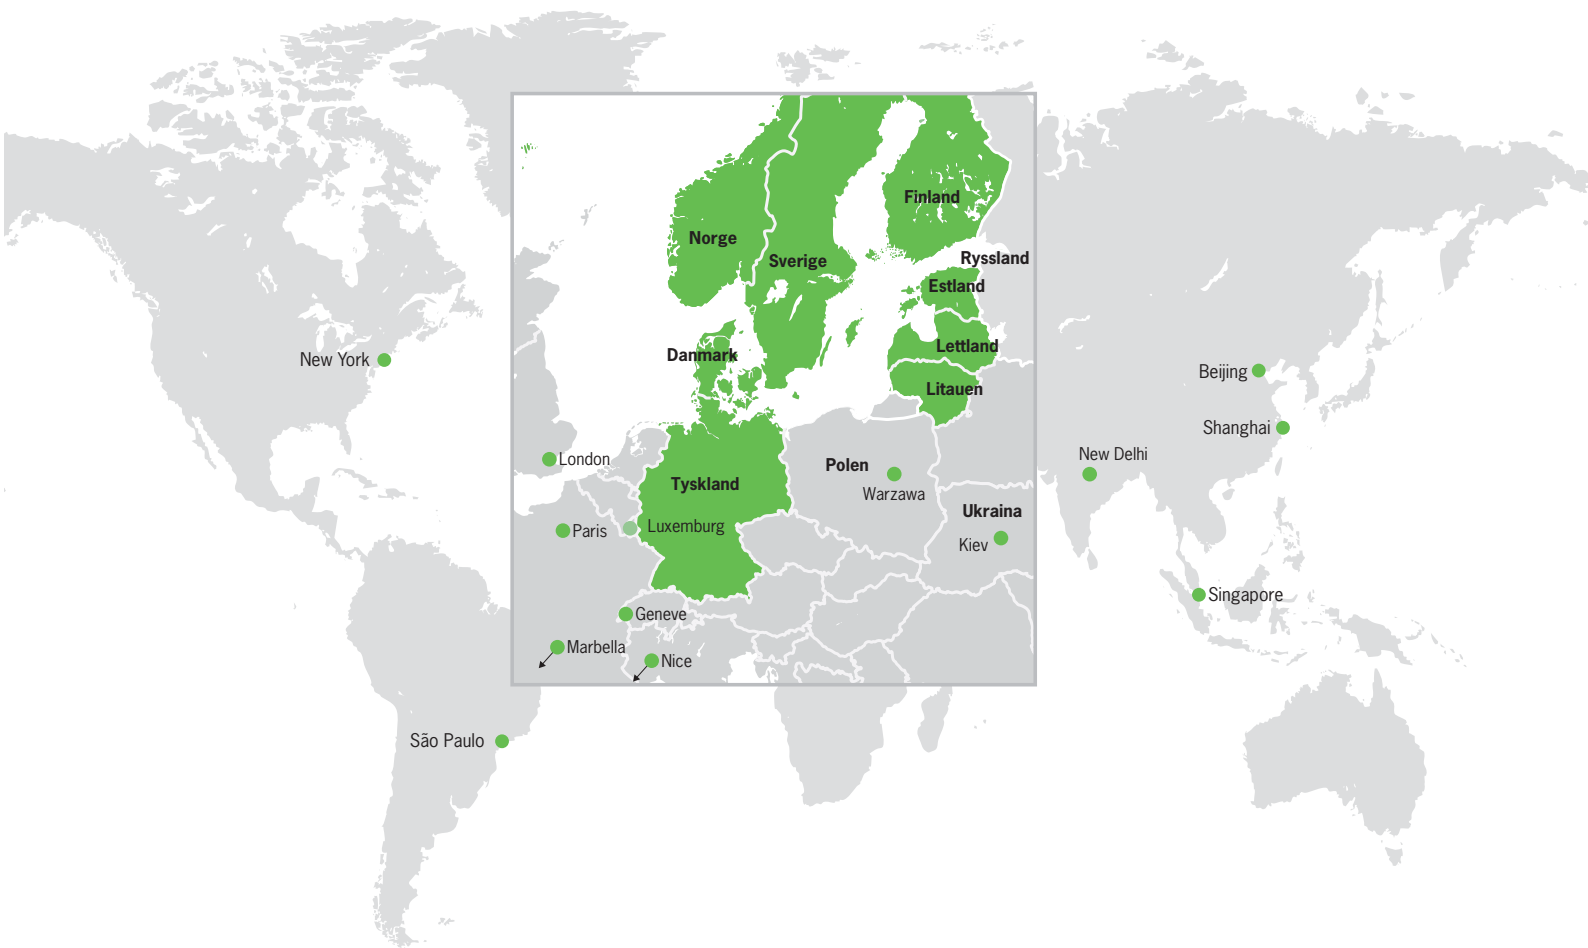 Finland
Norge
Sverige
Ryssland
Estland
Lettland
Danmark
Litauen
New York
Beijing
Shanghai
New Delhi
London
Polen
Warzawa
Tyskland
Ukraina
Luxemburg
Paris
Kiev
Singapore
Geneve
Marbella
Nice
São Paulo